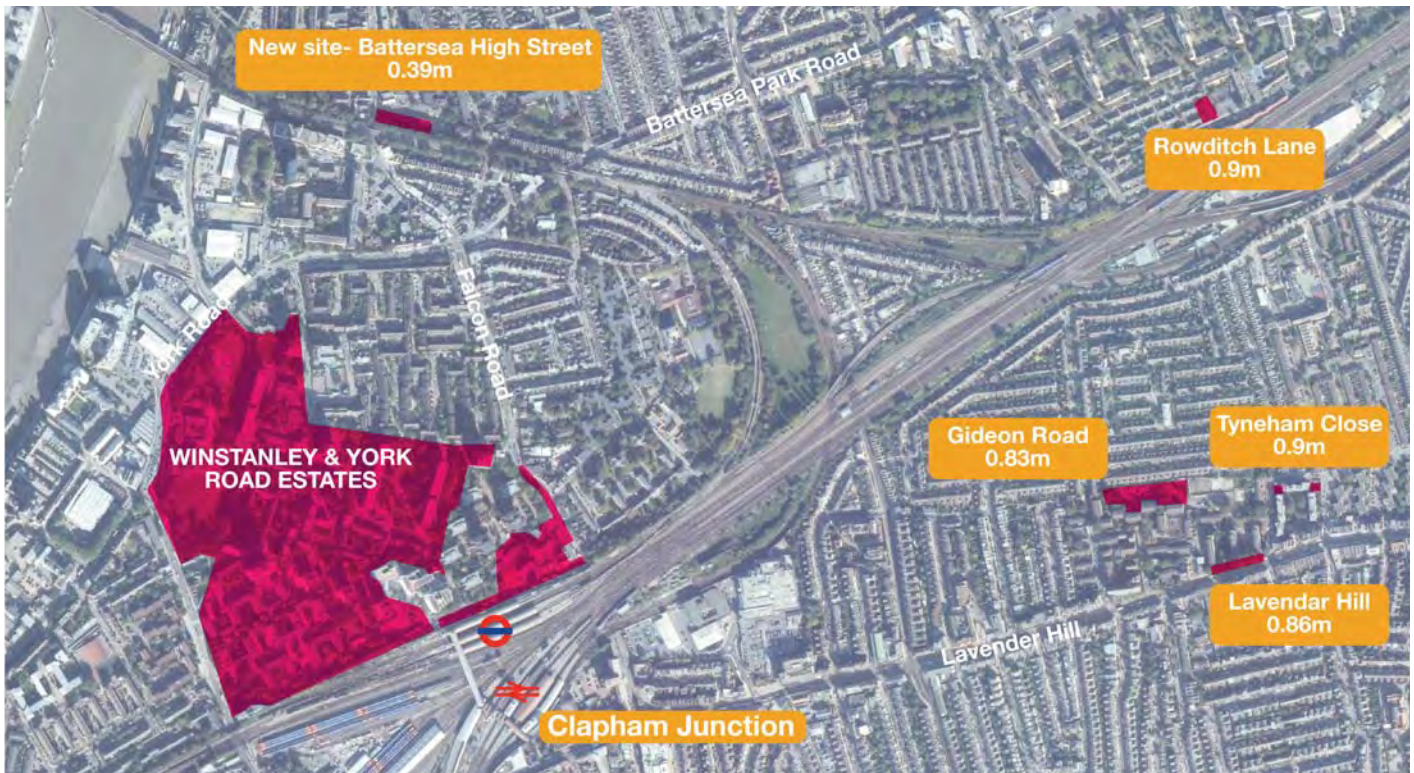 New site- Battersea High Street
0.39m
Battersea Park Road
Rowditch Lane
0.9m
York Road
Falcon Road
WINSTANLEY & YORK
ROAD ESTATES
Gideon Road
0.83m
Tyneham Close
0.9m
Lavendar Hill
0.86m
Lavender Hill
Clapham Junction